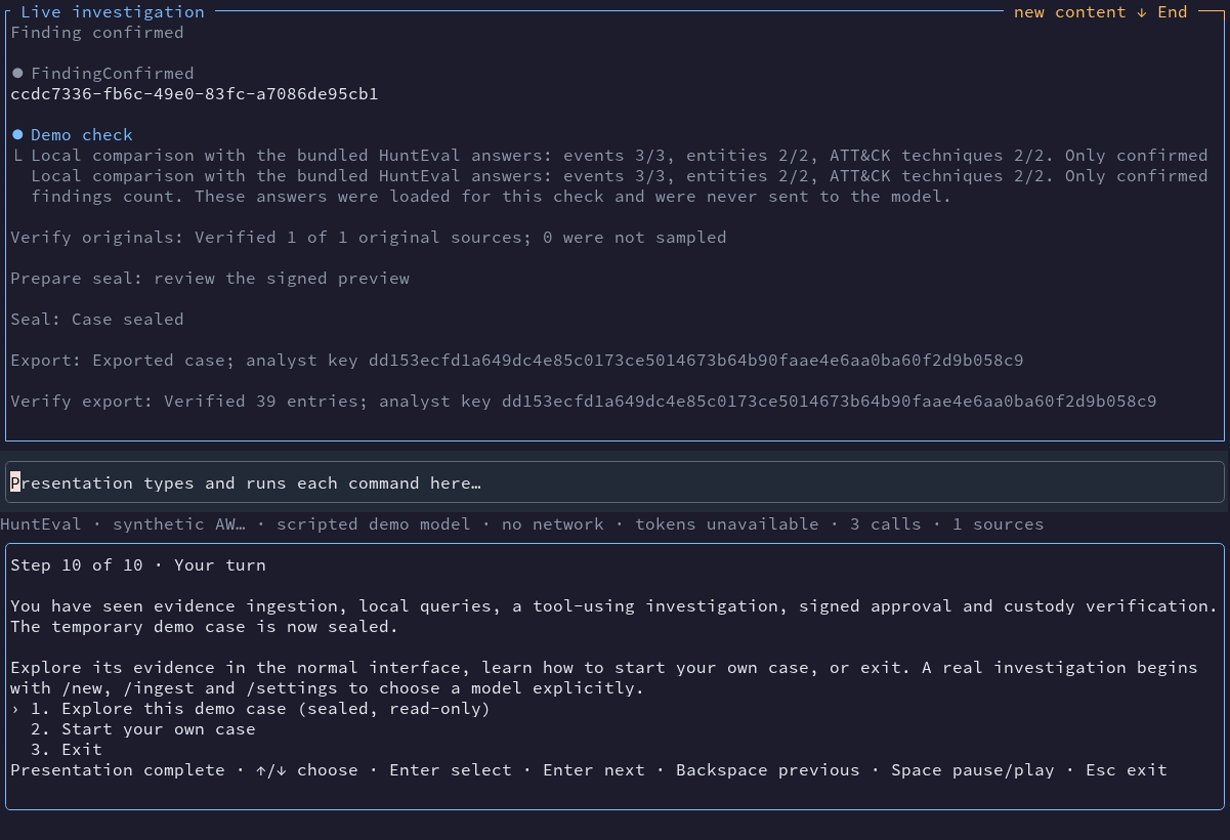 Live investigation new content ↓ End
Finding confirmed
● FindingConfirmed
ccdc7336-fb6c-49e0-83fc-a7086de95cb1
● Demo check
L Local comparison with the bundled HuntEval answers: events 3/3, entities 2/2, ATT&CK techniques 2/2. Only confirmed
Local comparison with the bundled HuntEval answers: events 3/3, entities 2/2, ATT&CK techniques 2/2. Only confirmed
findings count. These answers were loaded for this check and were never sent to the model.
Verify originals: Verified 1 of 1 original sources; 0 were not sampled
Prepare seal: review the signed preview
Seal: Case sealed
Export: Exported case; analyst key dd153ecfd1a649dc4e85c0173ce5014673b64b90faae4e6aa0ba60f2d9b058c9
Verify export: Verified 39 entries; analyst key dd153ecfd1a649dc4e85c0173ce5014673b64b90faae4e6aa0ba60f2d9b058c9
Presentation types and runs each command here…
HuntEval · synthetic AW… · scripted demo model · no network · tokens unavailable · 3 calls · 1 sources
Step 10 of 10 · Your turn
You have seen evidence ingestion, local queries, a tool-using investigation, signed approval and custody verification.
The temporary demo case is now sealed.
Explore its evidence in the normal interface, learn how to start your own case, or exit. A real investigation begins
with /new, /ingest and /settings to choose a model explicitly.
› 1. Explore this demo case (sealed, read-only)
2. Start your own case
3. Exit
Presentation complete · ↑/↓ choose · Enter select · Enter next · Backspace previous · Space pause/play · Esc exit